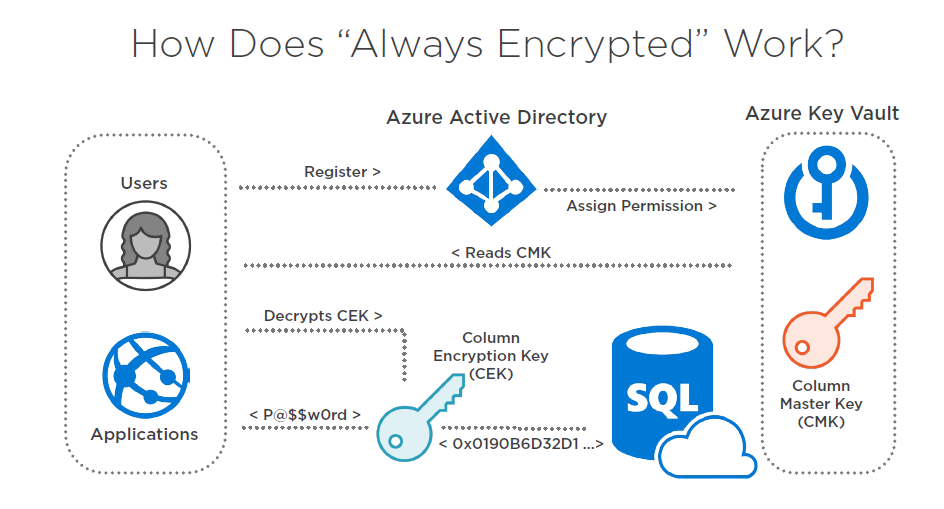 How Does “Always Encrypted” Work?
Azure Active Directory
Azure Key Vault
Users
Register >
Assign Permission >
< Reads CMK
Decrypts CEK >
Column
Encryption Key
(CEK)
SQL
Column
Master Key
(CMK)
< P@$$w0rd >
Applications
< 0x0190B6D32D1 ...>